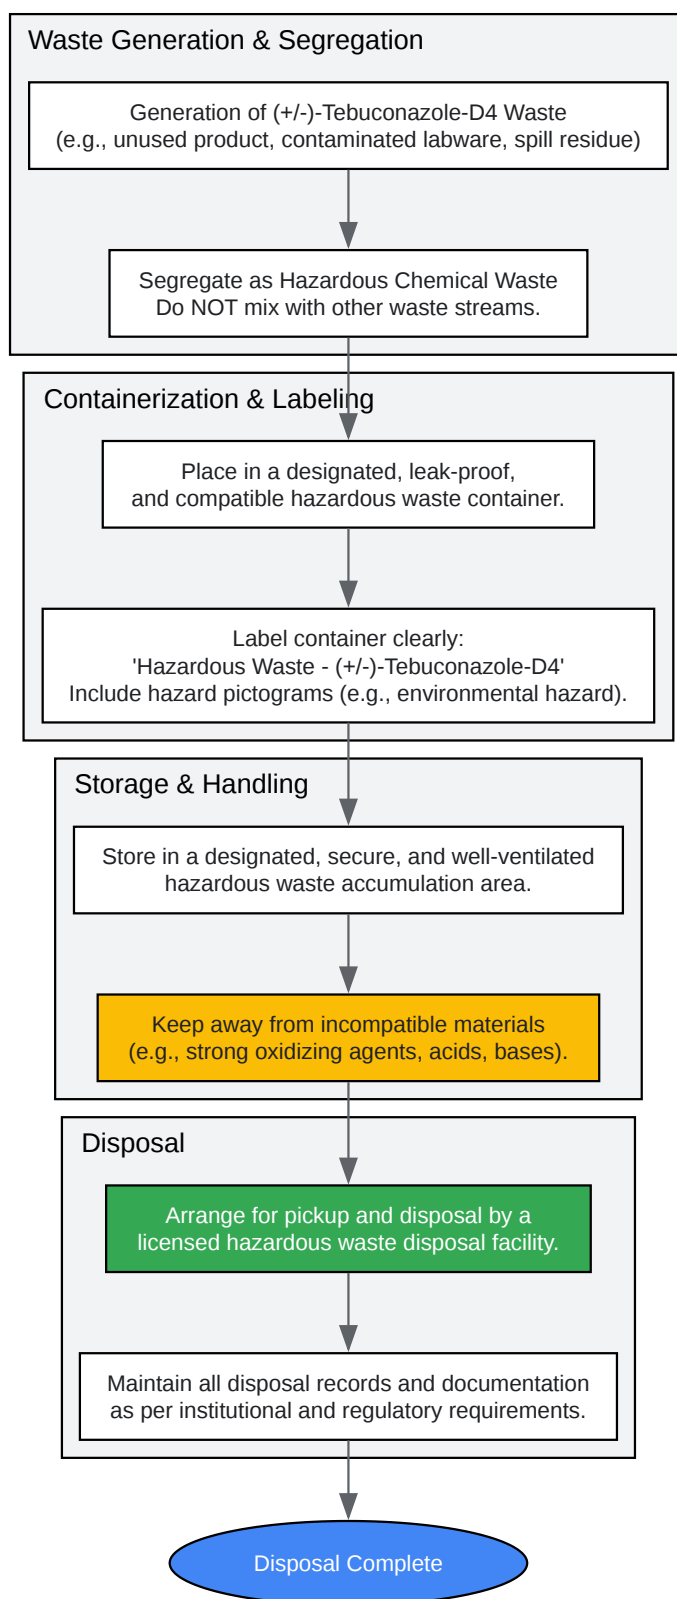 Waste Generation & Segregation
Generation of (+/-)-Tebuconazole-D4 Waste
(e.g., unused product, contaminated labware, spill residue)
Segregate as Hazardous Chemical Waste
Do NOT mix with other waste streams.
Containerization & Labeling
Place in a designated, leak-proof,
and compatible hazardous waste container.
Label container clearly:
'Hazardous Waste - (+/-)-Tebuconazole-D4'
Include hazard pictograms (e.g., environmental hazard).
Storage & Handling
Store in a designated, secure, and well-ventilated
hazardous waste accumulation area.
Keep away from incompatible materials
(e.g., strong oxidizing agents, acids, bases).
Disposal
Arrange for pickup and disposal by a
licensed hazardous waste disposal facility.
Maintain all disposal records and documentation
as per institutional and regulatory requirements.
Disposal Complete